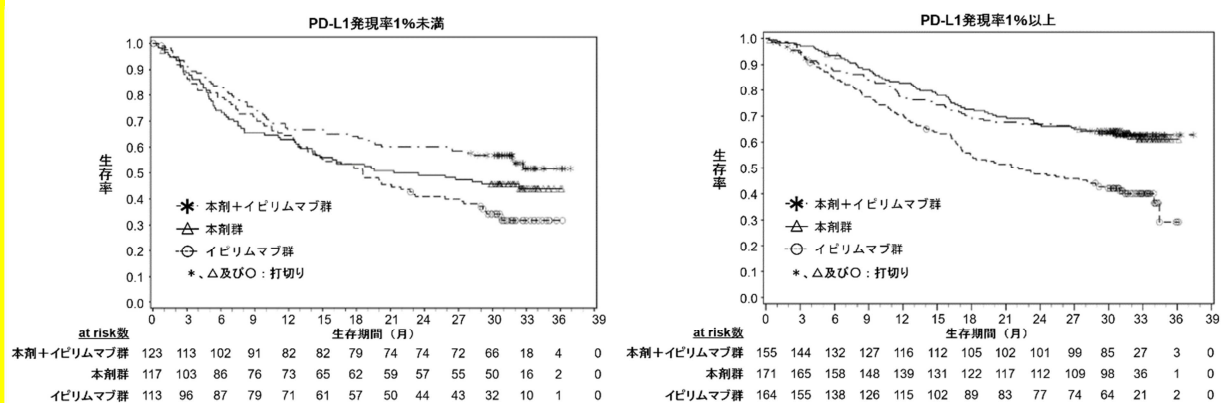 PD-L1発現率1%未満
1.0
0.9
0.8
0.7
0.6
0.5
0.4
0.3
0.2
0.1
0.0
生存率
本剤＋イピリムマブ群
本剤群
イピリムマブ群
*、△及び○：打切り
0 3 6 9 12 15 18 21 24 27 30 33 36 39
生存期間（月）
at risk数
本剤＋イピリムマブ群 123 113 102 91 82 82 79 74 74 72 66 18 4 0
本剤群 117 103 86 76 73 65 62 59 57 55 50 16 2 0
イピリムマブ群 113 96 87 79 71 61 57 50 44 43 32 10 1 0
PD-L1発現率1%以上
1.0
0.9
0.8
0.7
0.6
0.5
0.4
0.3
0.2
0.1
0.0
生存率
本剤＋イピリムマブ群
本剤群
イピリムマブ群
*、△及び○：打切り
0 3 6 9 12 15 18 21 24 27 30 33 36 39
生存期間（月）
at risk数
本剤＋イピリムマブ群 155 144 132 127 116 112 105 102 101 99 85 27 3 0
本剤群 171 165 158 148 139 131 122 117 112 109 98 36 1 0
イピリムマブ群 164 155 138 126 115 102 89 83 77 74 64 21 2 0